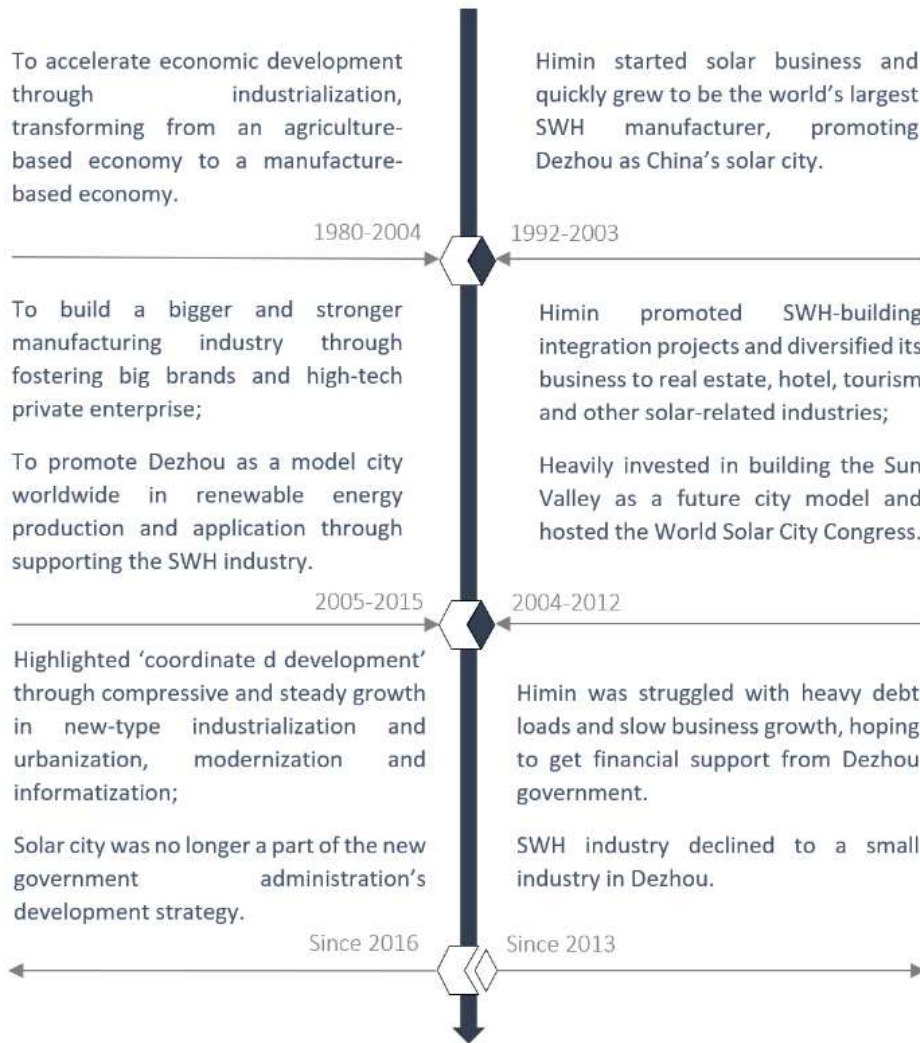 To accelerate economic development
through industrialization,
transforming from an agriculture-
based economy to a manufacture-
based economy.
1980-2004
Himin started solar business and
quickly grew to be the world's largest
SWH manufacturer, promoting
Dezhou as China's solar city.
1992-2003
To build a bigger and stronger
manufacturing industry through
fostering big brands and high-tech
private enterprise;
To promote Dezhou as a model city
worldwide in renewable energy
production and application through
supporting the SWH industry.
2005-2015
Himin promoted SWH-building
integration projects and diversified its
business to real estate, hotel, tourism
and other solar-related industries;
Heavily invested in building the Sun
Valley as a future city model and
hosted the World Solar City Congress.
2004-2012
Highlighted 'coordinate d development'
through compressive and steady growth
in new-type industrialization and
urbanization, modernization and
informatization;
Solar city was no longer a part of the new
government administration's
development strategy.
Since 2016
Himin was struggled with heavy debt
loads and slow business growth, hoping
to get financial support from Dezhou
government.
SWH industry declined to a small
industry in Dezhou.
Since 2013